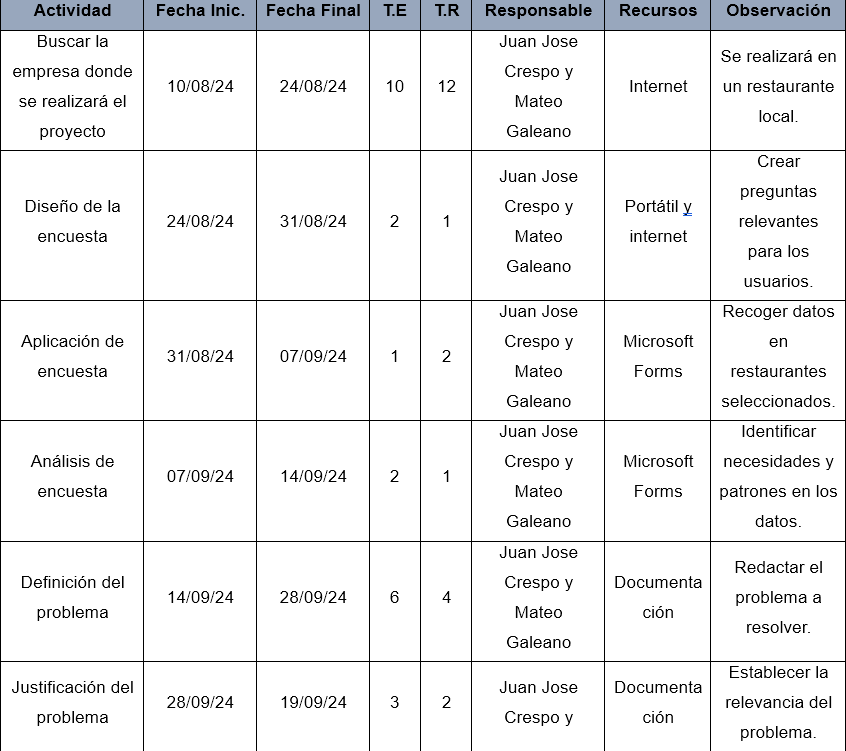 Actividad Fecha Inic. Fecha Final T.E T.R Responsable Recursos Observación
Buscar la
empresa donde
se realizará el
proyecto
10/08/24
24/08/24
10
12
Juan Jose
Crespo y
Mateo
Galeano
Internet
Se realizará en
un restaurante
local.
Diseño de la
encuesta
24/08/24
31/08/24
2
1
Juan Jose
Crespo y
Mateo
Galeano
Portátil y
internet
Crear
preguntas
relevantes
para los
usuarios.
Aplicación de
encuesta
31/08/24
07/09/24
1
2
Juan Jose
Crespo y
Mateo
Galeano
Microsoft
Forms
Recoger datos
en
restaurantes
seleccionados.
Análisis de
encuesta
07/09/24
14/09/24
2
1
Juan Jose
Crespo y
Mateo
Galeano
Microsoft
Forms
Identificar
necesidades y
patrones en los
datos.
Definición del
problema
14/09/24
28/09/24
6
4
Juan Jose
Crespo y
Mateo
Galeano
Documenta
ción
Redactar el
problema a
resolver.
Justificación del
problema
28/09/24
19/09/24
3
2
Juan Jose
Crespo y
Documenta
ción
Establecer la
relevancia del
problema.